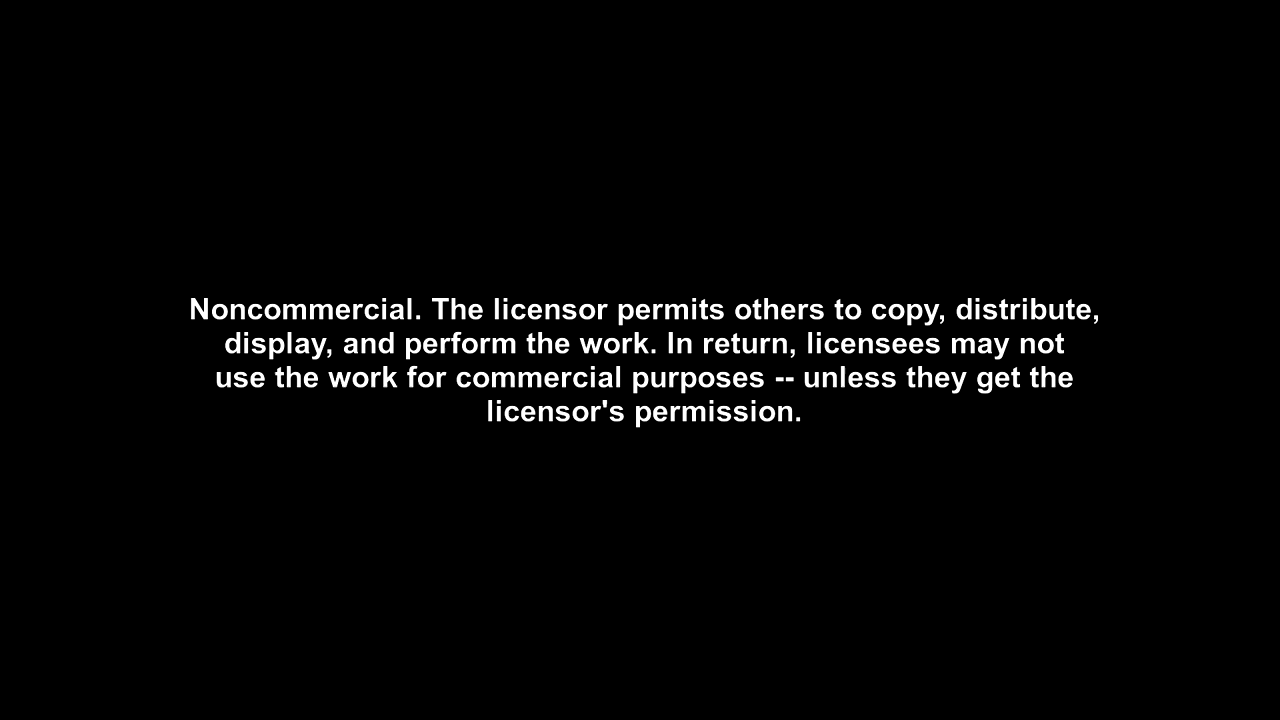 Noncommercial. The licensor permits others to copy, distribute,
display, and perform the work. In return, licensees may not
use the work for commercial purposes -- unless they get the
licensor's permission.